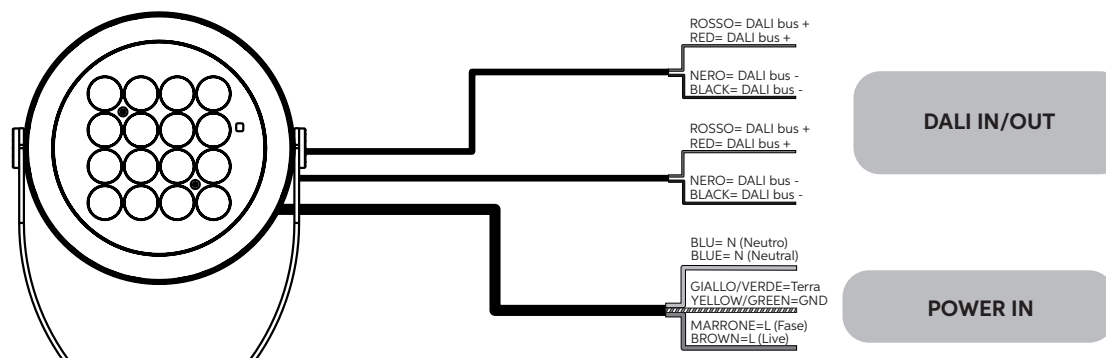 ROSSO= DALI bus +
RED= DALI bus +
NERO= DALI bus -
BLACK= DALI bus -
DALI IN/OUT
ROSSO= DALI bus +
RED= DALI bus +
NERO= DALI bus -
BLACK= DALI bus -
BLU= N (Neutro)
BLUE= N (Neutral)
GIALLO/VERDE=Terra
YELLOW/GREEN=GND
POWER IN
MARRONE=L (Fase)
BROWN=L (Live)